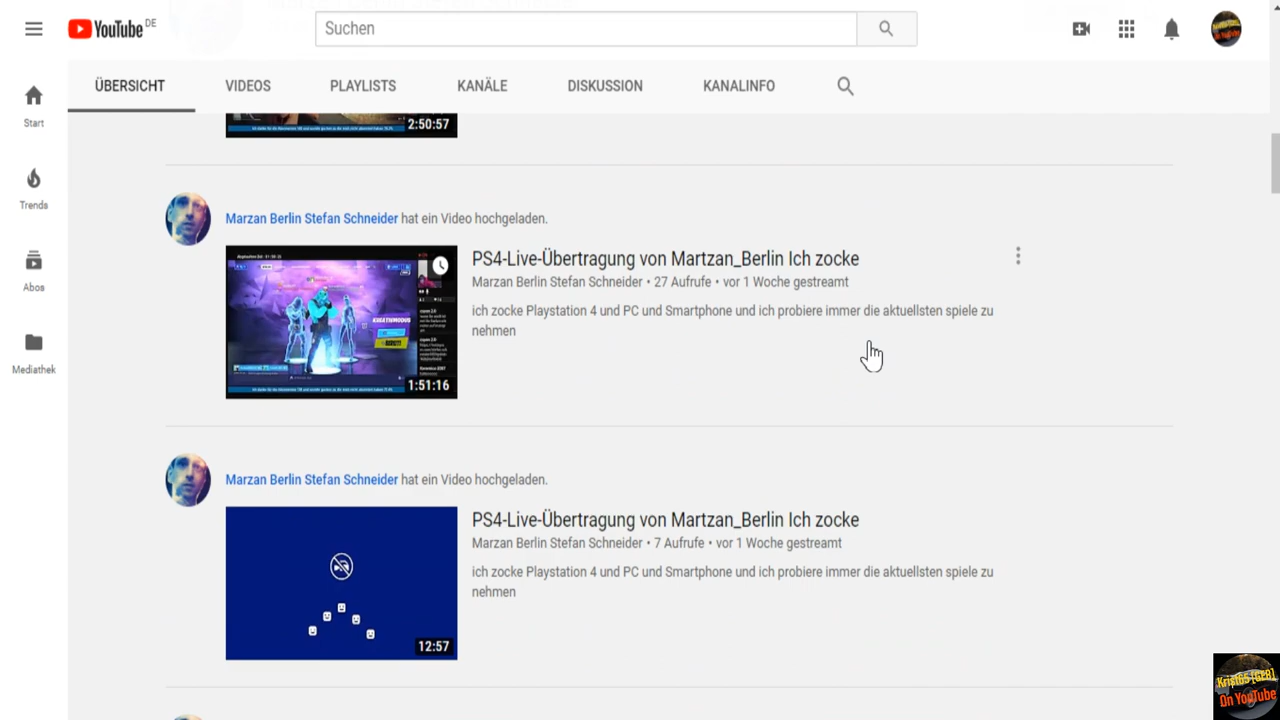 YouTube DE
Suchen
ÜBERSICHT
VIDEOS
PLAYLISTS
KANÄLE
DISKUSSION
KANALINFO
Start
Trends
Abos
Mediathek
2:50:57
Marzan Berlin Stefan Schneider hat ein Video hochgeladen.
KREATIVMODUS
1:51:16
PS4-Live-Übertragung von Martzan_Berlin Ich zocke
Marzan Berlin Stefan Schneider • 27 Aufrufe • vor 1 Woche gestreamt
ich zocke Playstation 4 und PC und Smartphone und ich probiere immer die aktuellsten spiele zu
nehmen
Marzan Berlin Stefan Schneider hat ein Video hochgeladen.
12:57
PS4-Live-Übertragung von Martzan_Berlin Ich zocke
Marzan Berlin Stefan Schneider • 7 Aufrufe • vor 1 Woche gestreamt
ich zocke Playstation 4 und PC und Smartphone und ich probiere immer die aktuellsten spiele zu
nehmen
On YouTube